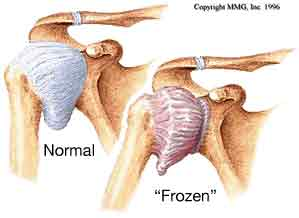 Copyright MMG, Inc 1996
Normal
“Frozen”